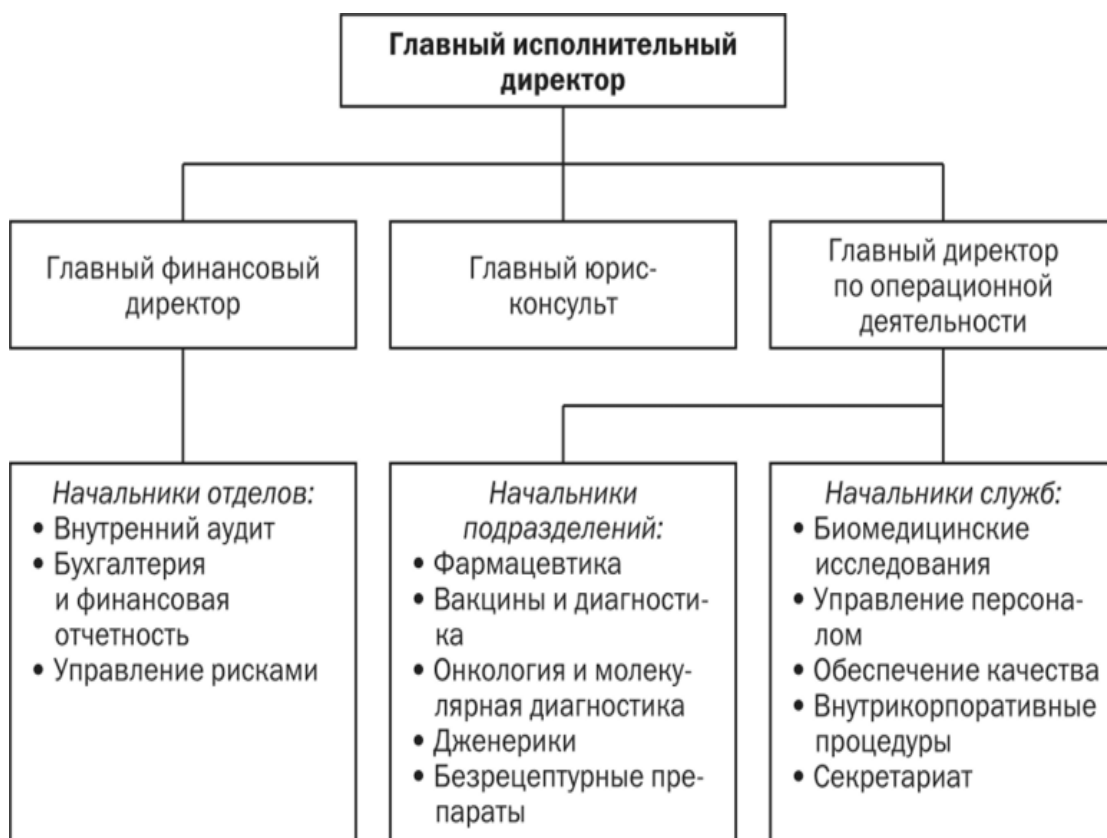 Главный исполнительный
директор
Главный финансовый
директор
Главный юрис-
консульт
Главный директор
по операционной
деятельности
Начальники отделов:
• Внутренний аудит
• Бухгалтерия
и финансовая
отчетность
• Управление рисками
Начальники
подразделений:
• Фармацевтика
• Вакцины и диагности-
ка
• Онкология и молеку-
лярная диагностика
• Дженерики
• Безрецептурные пре-
параты
Начальники служб:
• Биомедицинские
исследования
• Управление персона-
лом
• Обеспечение качества
• Внутрикорпоративные
процедуры
• Секретариат